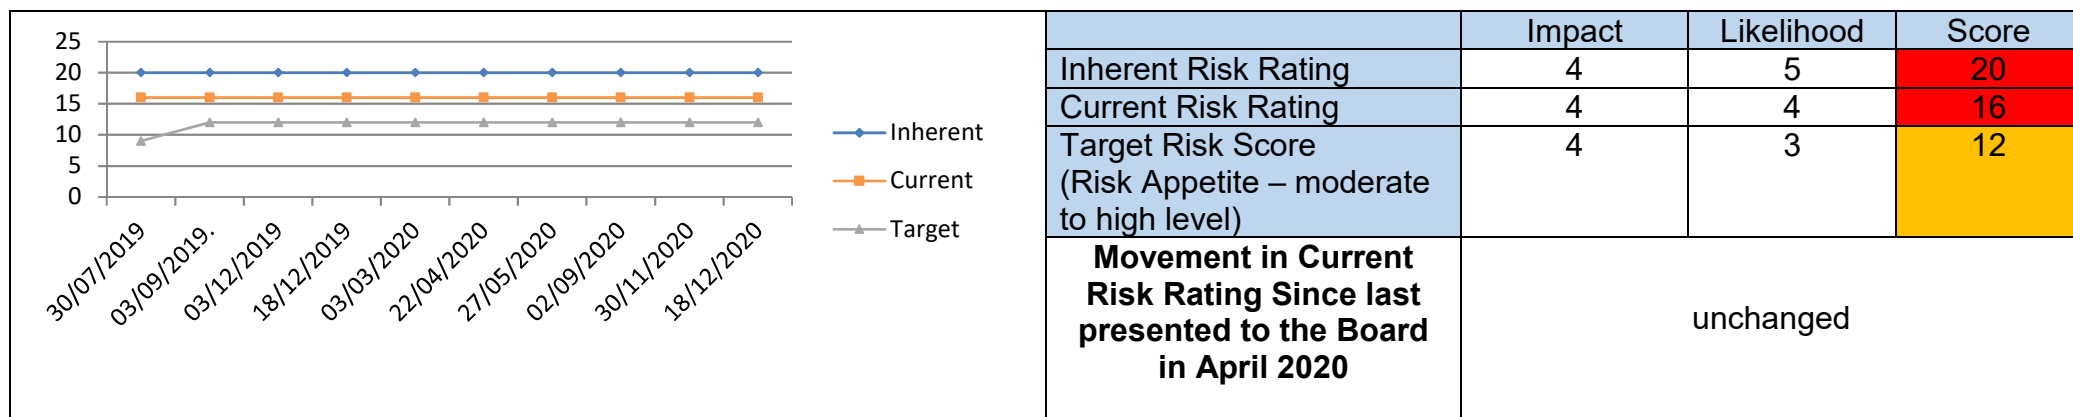 25
20
15
10
5
0
30/07/2019
03/09/2019.
03/12/2019
18/12/2019
03/03/2020
22/04/2020
27/05/2020
02/09/2020
30/11/2020
18/12/2020
Inherent
Current
Target
Impact Likelihood Score
Inherent Risk Rating 4 5 20
Current Risk Rating 4 4 16
Target Risk Score 4 3 12
(Risk Appetite – moderate
to high level)
Movement in Current
Risk Rating Since last
presented to the Board
in April 2020
unchanged